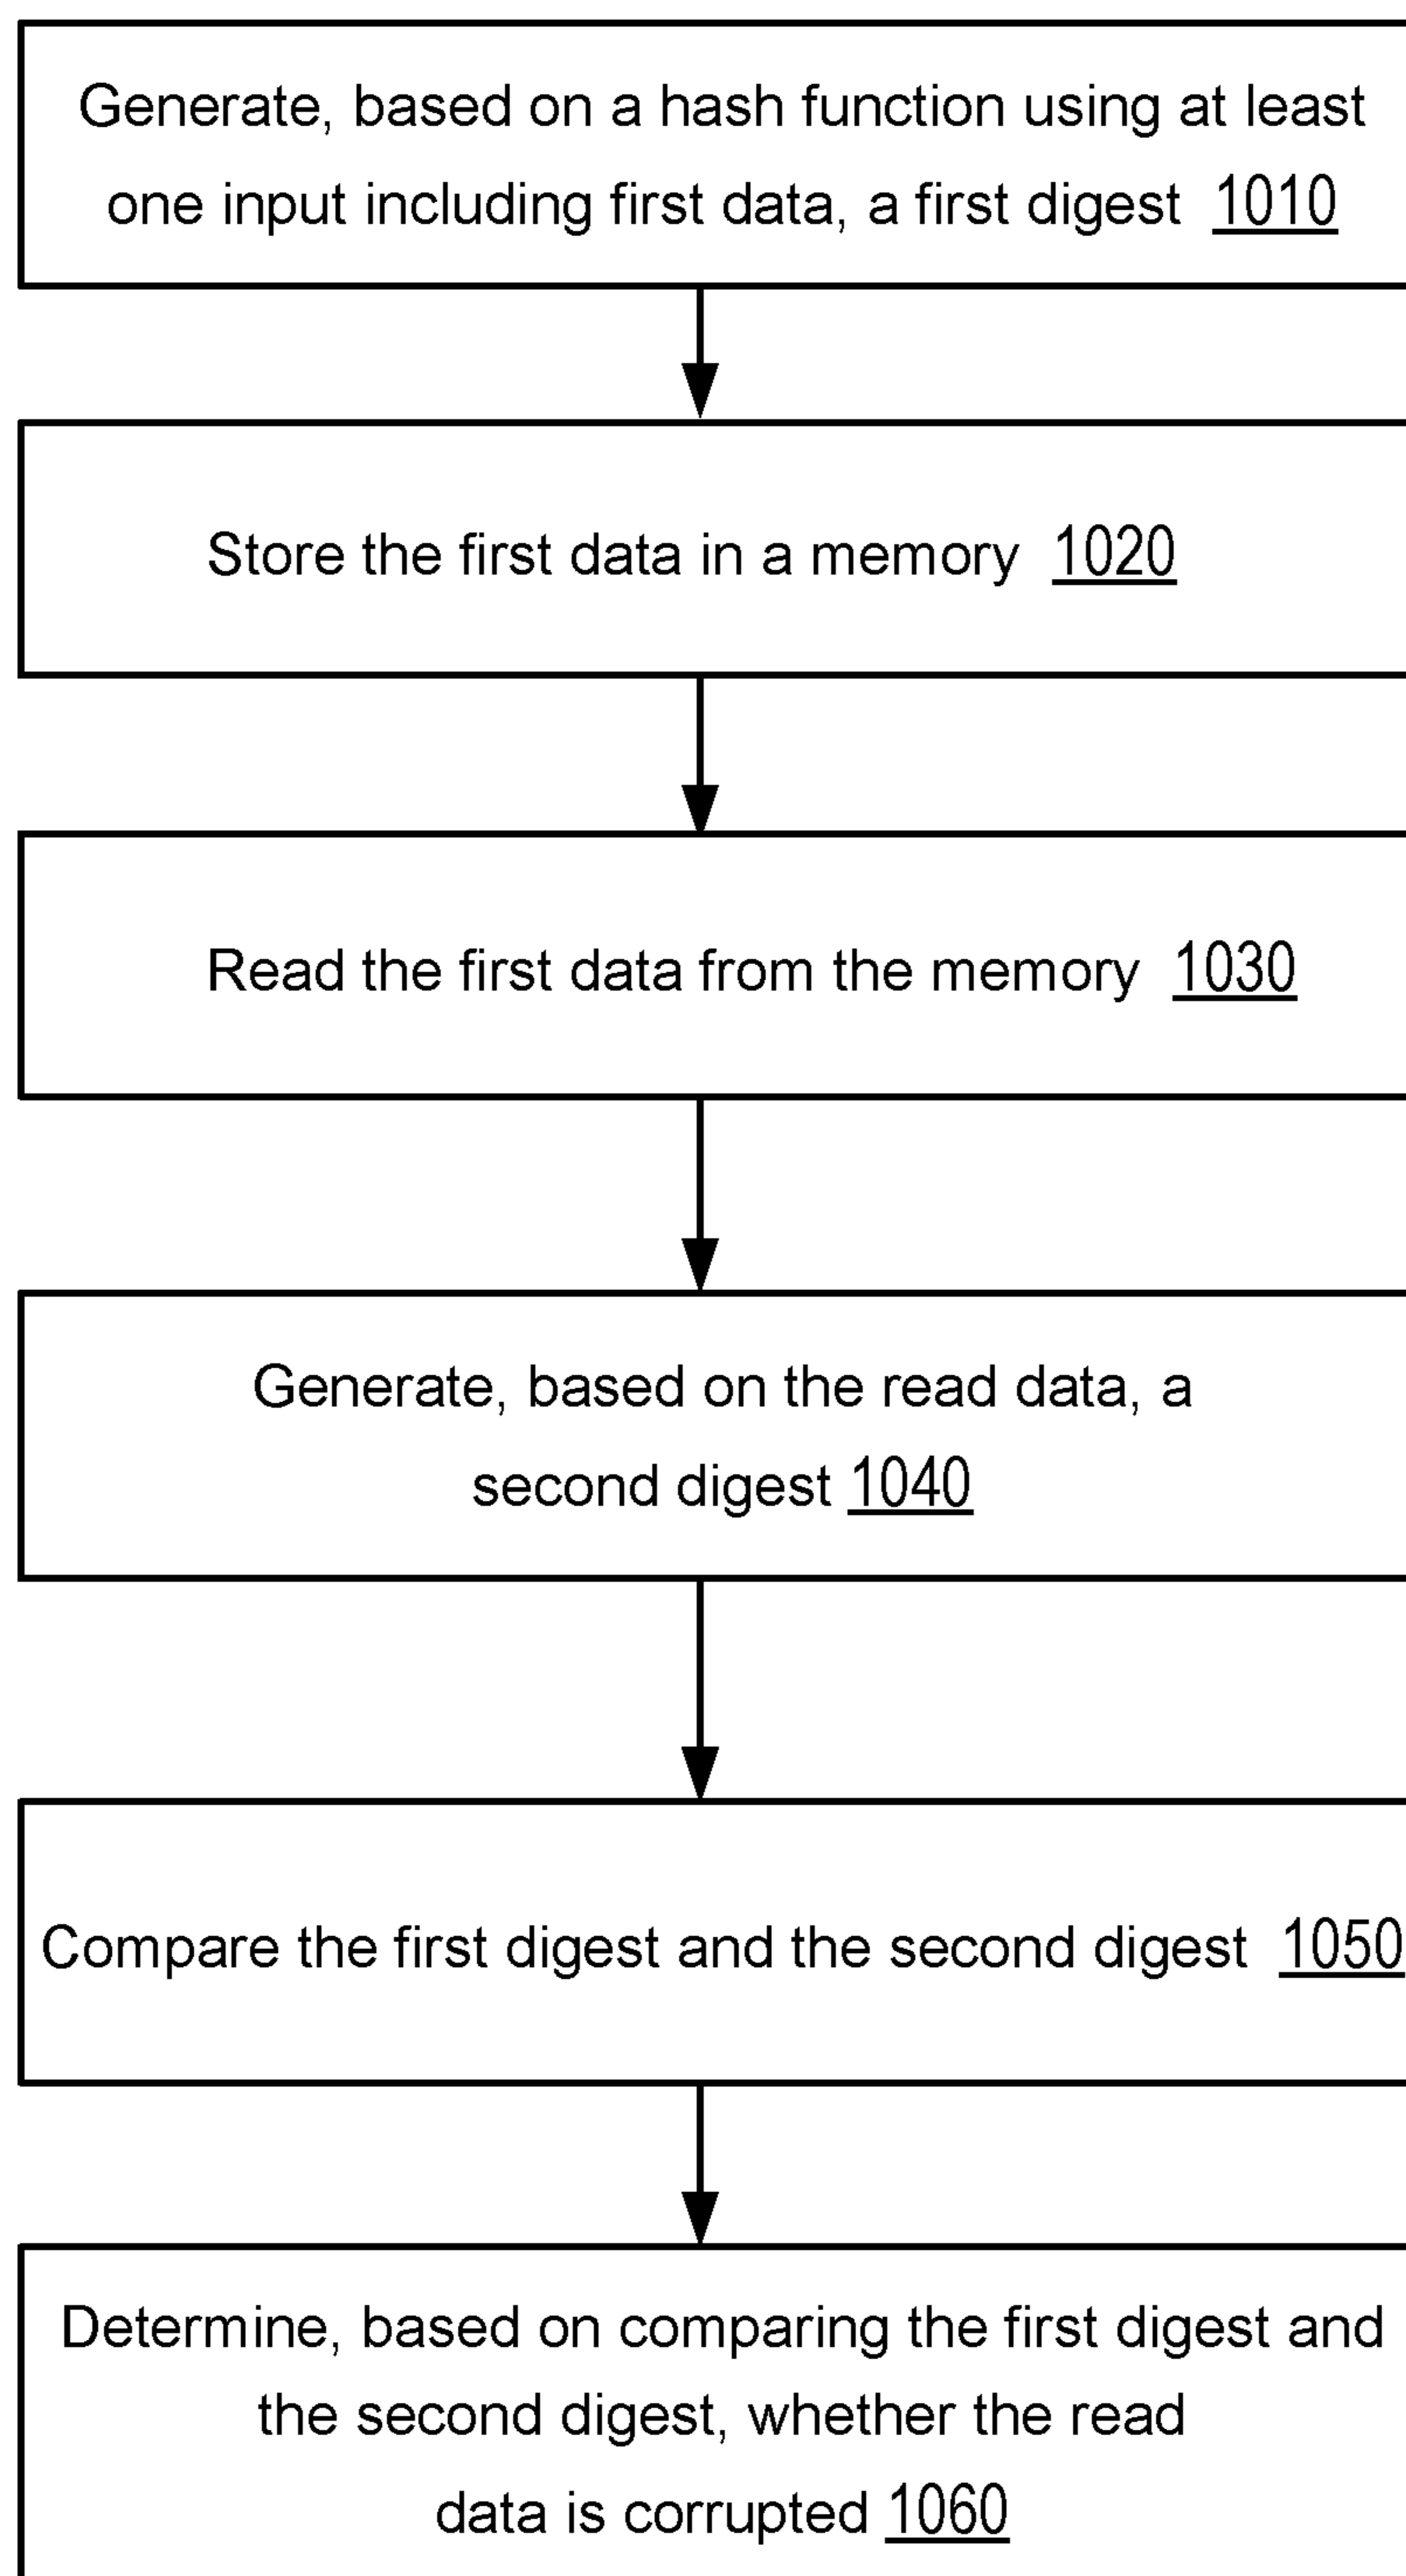 Generate, based on a hash function using at least
one input including first data, a first digest 1010
Store the first data in a memory 1020
Read the first data from the memory 1030
Generate, based on the read data, a
second digest 1040
Compare the first digest and the second digest 1050
Determine, based on comparing the first digest and
the second digest, whether the read
data is corrupted 1060